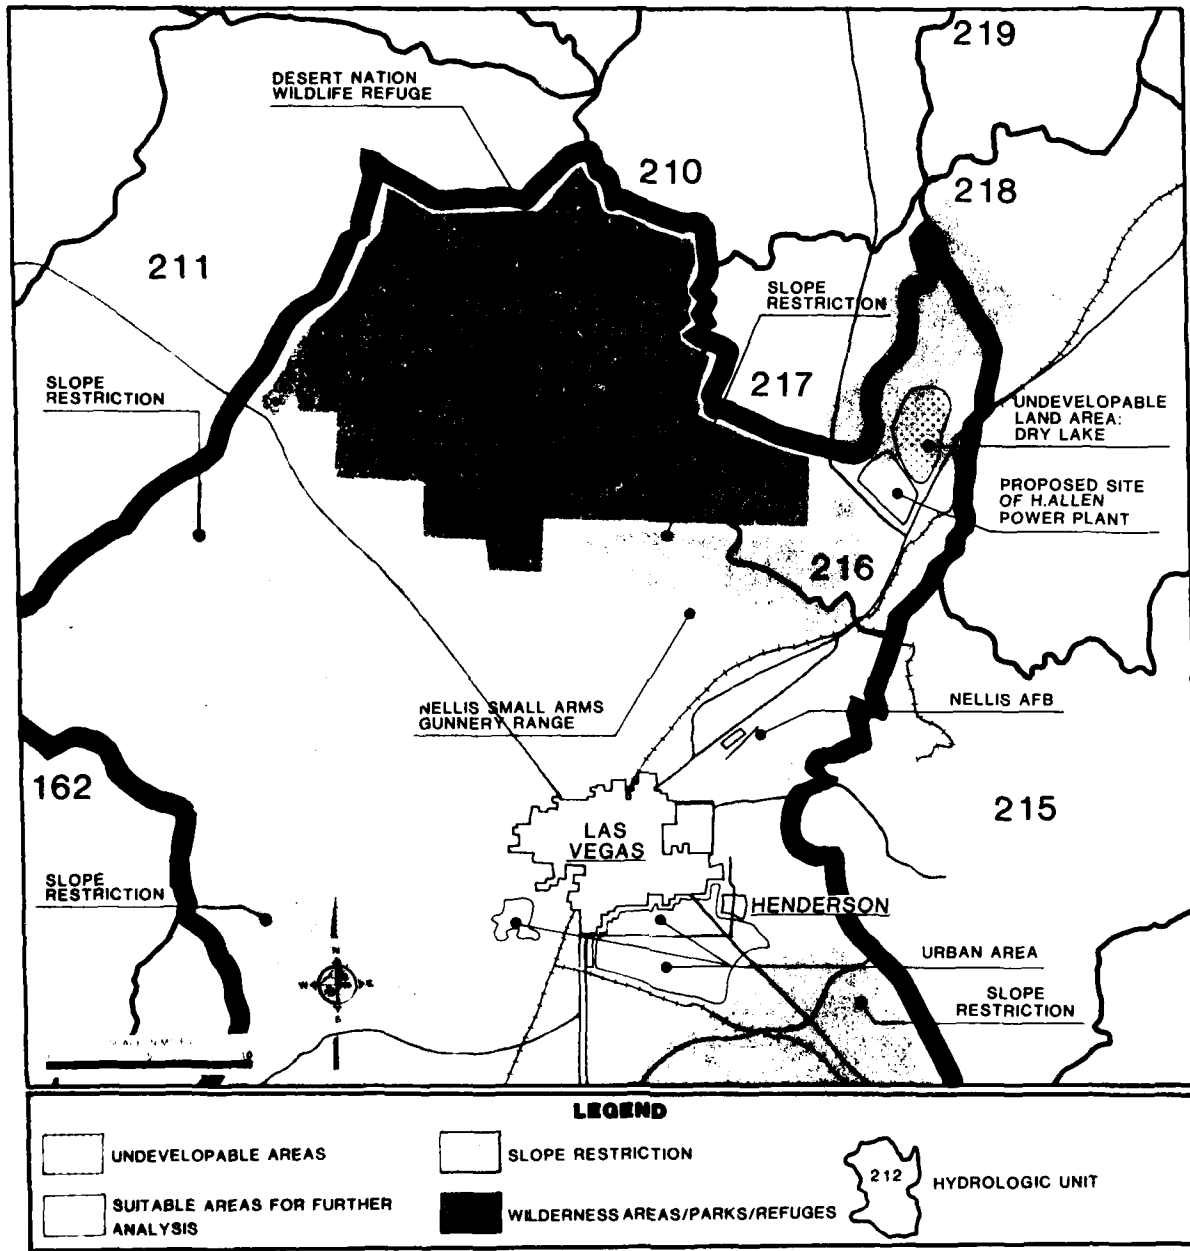 219
DESERT NATION
WILDLIFE REFUGE
210
218
211
SLOPE
RESTRICTION
217
SLOPE
RESTRICTION
UNDEVELOPABLE
LAND AREA:
DRY LAKE
PROPOSED SITE
OF H.ALLEN
POWER PLANT
216
NELLIS SMALL ARMS
GUNNERY RANGE
NELLIS AFB
162
215
LAS
VEGAS
SLOPE
RESTRICTION
HENDERSON
URBAN AREA
SLOPE
RESTRICTION
N
W
E
S
LEGEND
UNDEVELOPABLE AREAS
SLOPE RESTRICTION
212
HYDROLOGIC UNIT
SUITABLE AREAS FOR FURTHER
ANALYSIS
WILDERNESS AREAS/PARKS/REFUGES